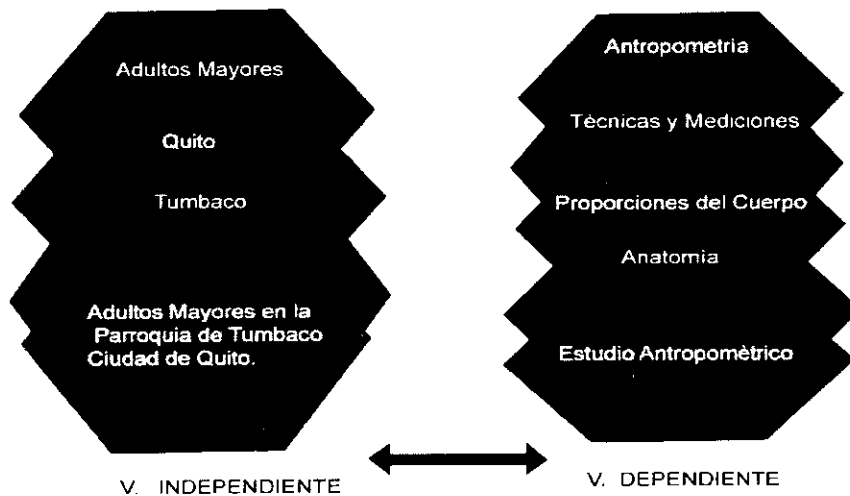 Adultos Mayores
Quito
Tumbaco
Adultos Mayores en la
Parroquia de Tumbaco
Ciudad de Quito.
V. INDEPENDIENTE
Antropometria
Tècnicas y Mediciones
Proporciones del Cuerpo
Anatomia
Estudio Antropomètrico
V. DEPENDIENTE